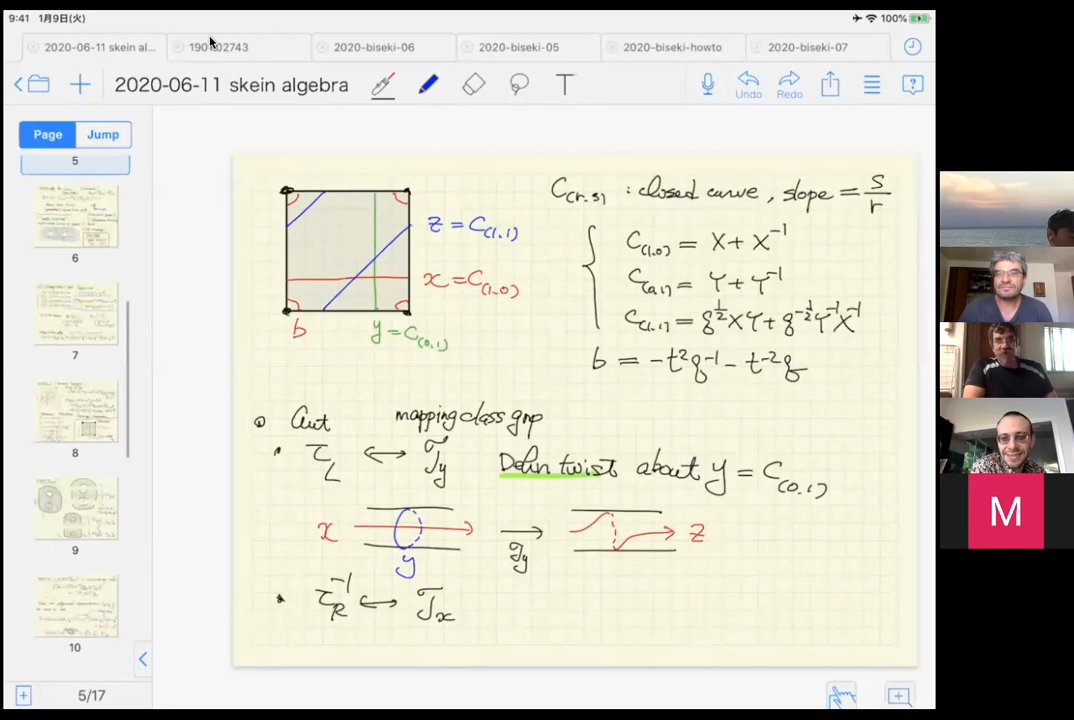 9:41 1月9日(火) 100%
2020-06-11 skein al... 2020-biseki-06 2020-biseki-05 2020-biseki-howto 2020-biseki-07
2020-06-11 skein algebra T Undo Redo
Page Jump
5
6
7
8
9
10
5/17
C(r,s) : closed curve, slope = s/r
z = C(1,1)
x = C(1,0)
b y = C(0,1)
C(1,0) = X + X^-1
C(0,1) = Y + Y^-1
C(1,1) = q^1/2 XY + q^-1/2 Y^-1 X^-1
b = -t^2 q^-1 - t^-2 q
Aut mapping class grp
τ_L ↔ 𝒯_y Dehn twist about y = C(0,1)
x y → 𝒯_y z
τ_R^-1 ↔ 𝒯_x
M